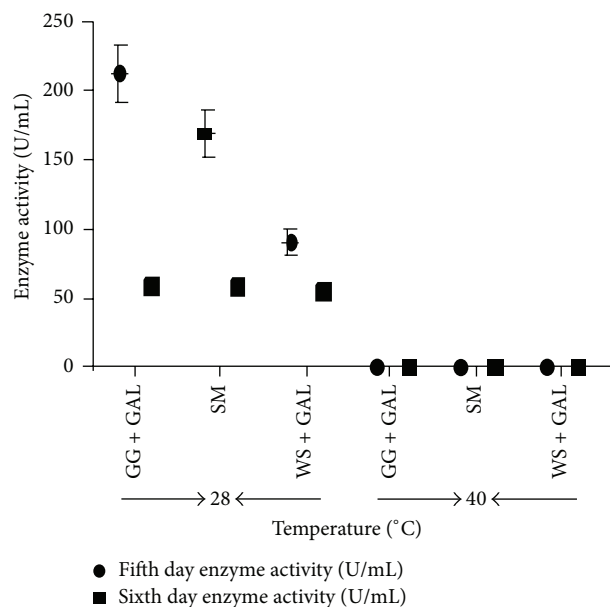 250
200
150
100
50
0
Enzyme activity (U/mL)
GG + GAL
SM
WS + GAL
GG + GAL
SM
WS + GAL
28
40
Temperature (°C)
Fifth day enzyme activity (U/mL)
Sixth day enzyme activity (U/mL)